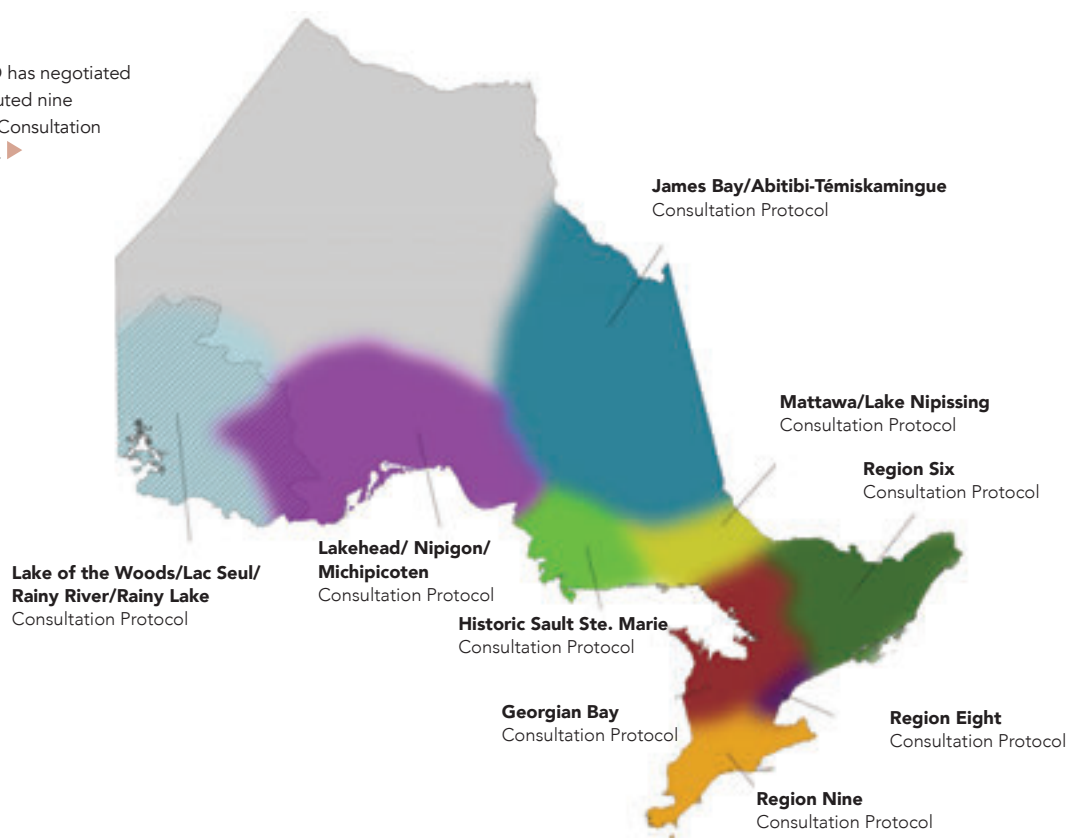 has negotiated
nine
Consultation
James Bay/Abitibi-Témiskamingue
Consultation Protocol
Mattawa/Lake Nipissing
Consultation Protocol
Region Six
Consultation Protocol
Lake of the Woods/Lac Seul/
Rainy River/Rainy Lake
Consultation Protocol
Lakehead/ Nipigon/
Michipicoten
Consultation Protocol
Historic Sault Ste. Marie
Consultation Protocol
Georgian Bay
Consultation Protocol
Region Eight
Consultation Protocol
Region Nine
Consultation Protocol